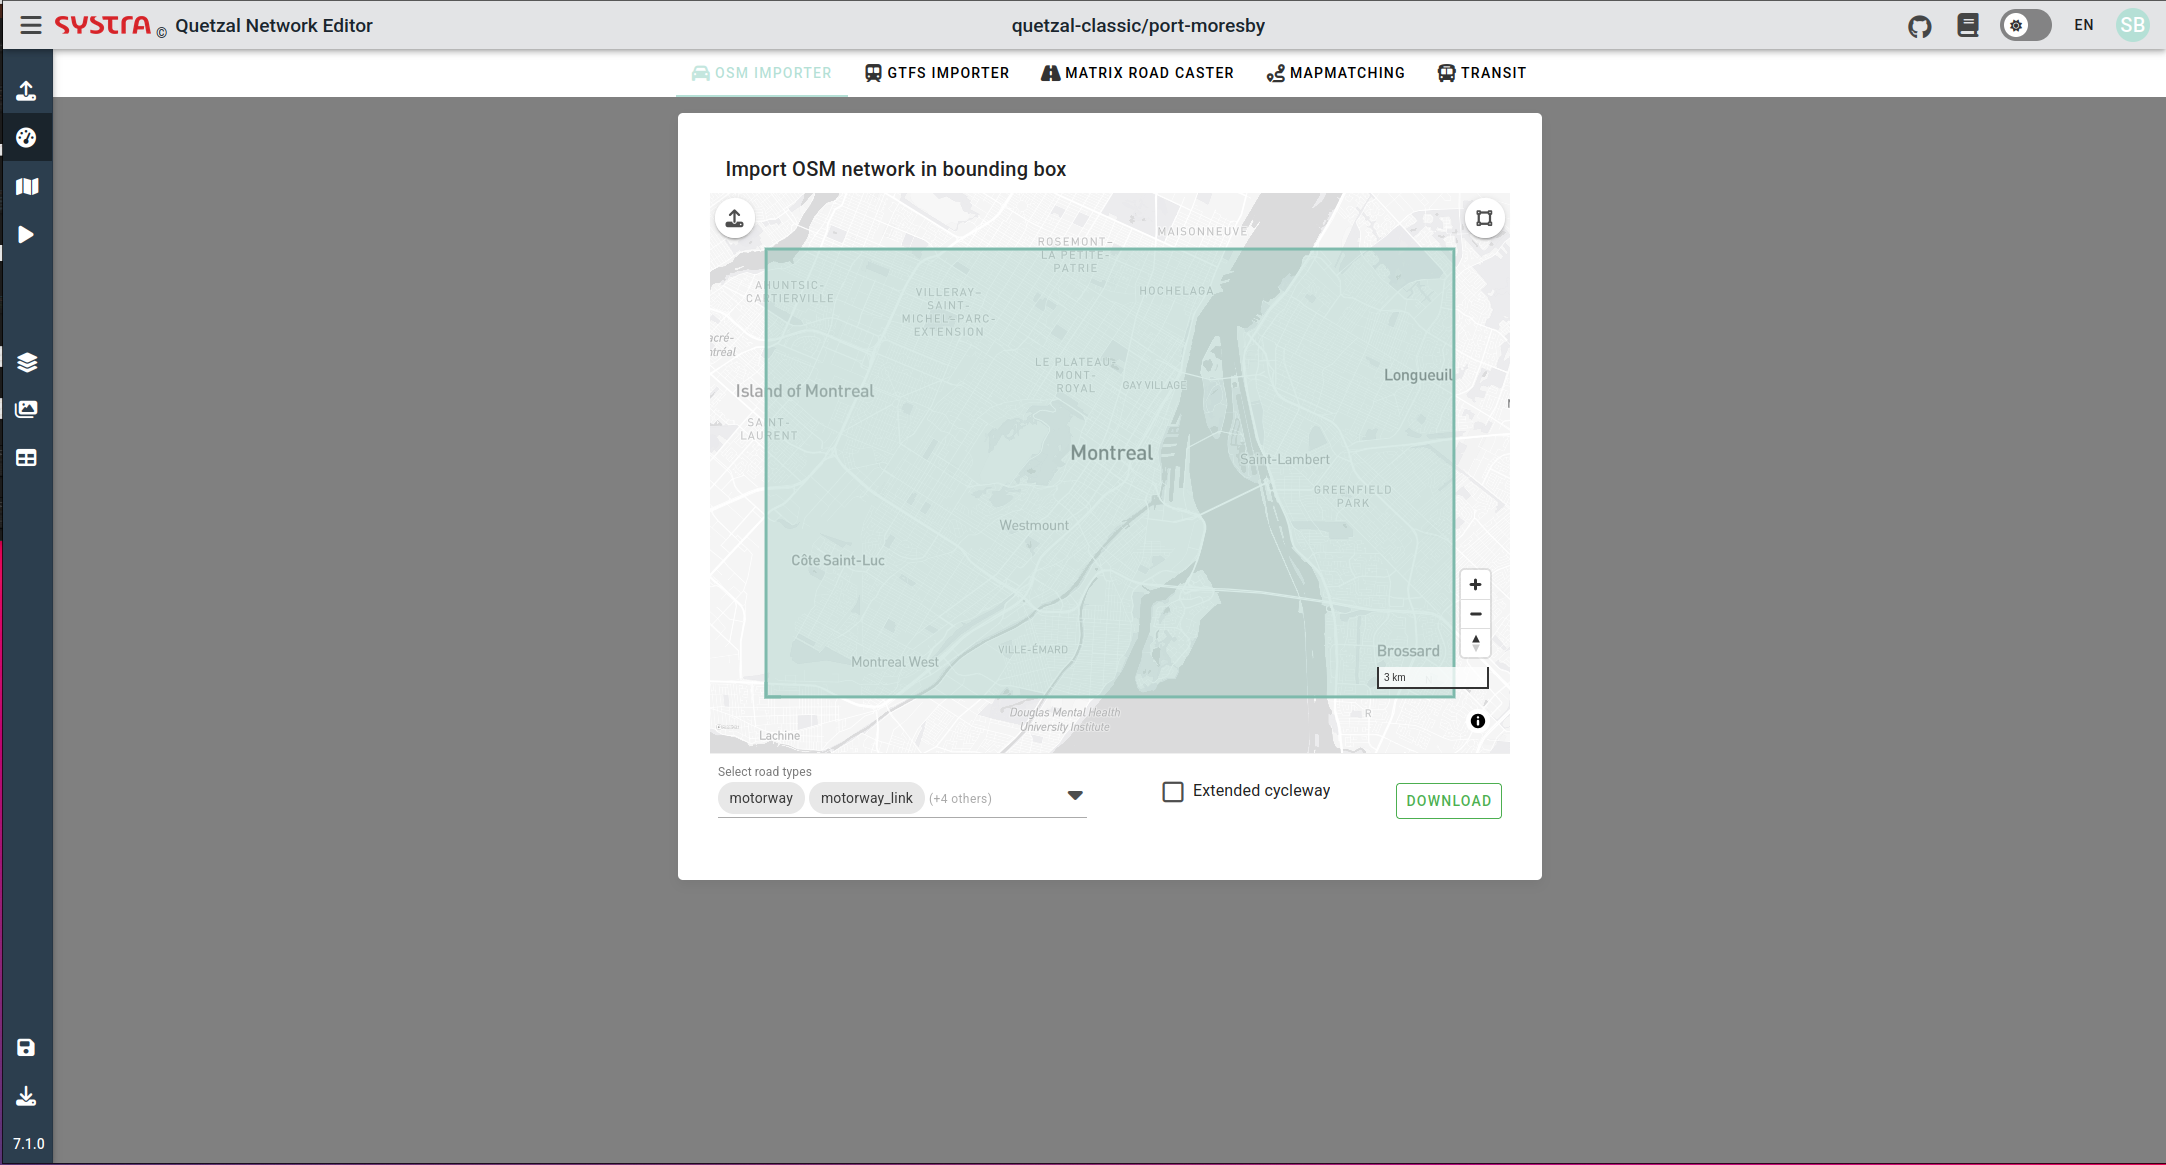 SYSTRA © Quetzal Network Editor
quetzal-classic/port-moresby
EN
SB
OSM IMPORTER
GTFS IMPORTER
MATRIX ROAD CASTER
MAPMATCHING
TRANSIT
Import OSM network in bounding box
MAISONNEUVE
ROSEMONT-
LA PETITE-
PATRIE
AHUNTSIC-
CARTIERVILLE
VILLERAY-
SAINT-
MICHEL-PARC-
EXTENSION
HOCHELAGA
acré-
ntréal
LE PLATEAU-
MONT-
ROYAL
GAY VILLAGE
Longueuil
Island of Montreal
SAINT-
LAURENT
Montreal
Saint-Lambert
GREENFIELD
PARK
Westmount
Côte Saint-Luc
VILLE-ÉMARD
Montreal West
Brossard
3 km
Douglas Mental Health
University Institute
R
Lachine
Select road types
motorway
motorway_link
(+4 others)
Extended cycleway
DOWNLOAD
7.1.0